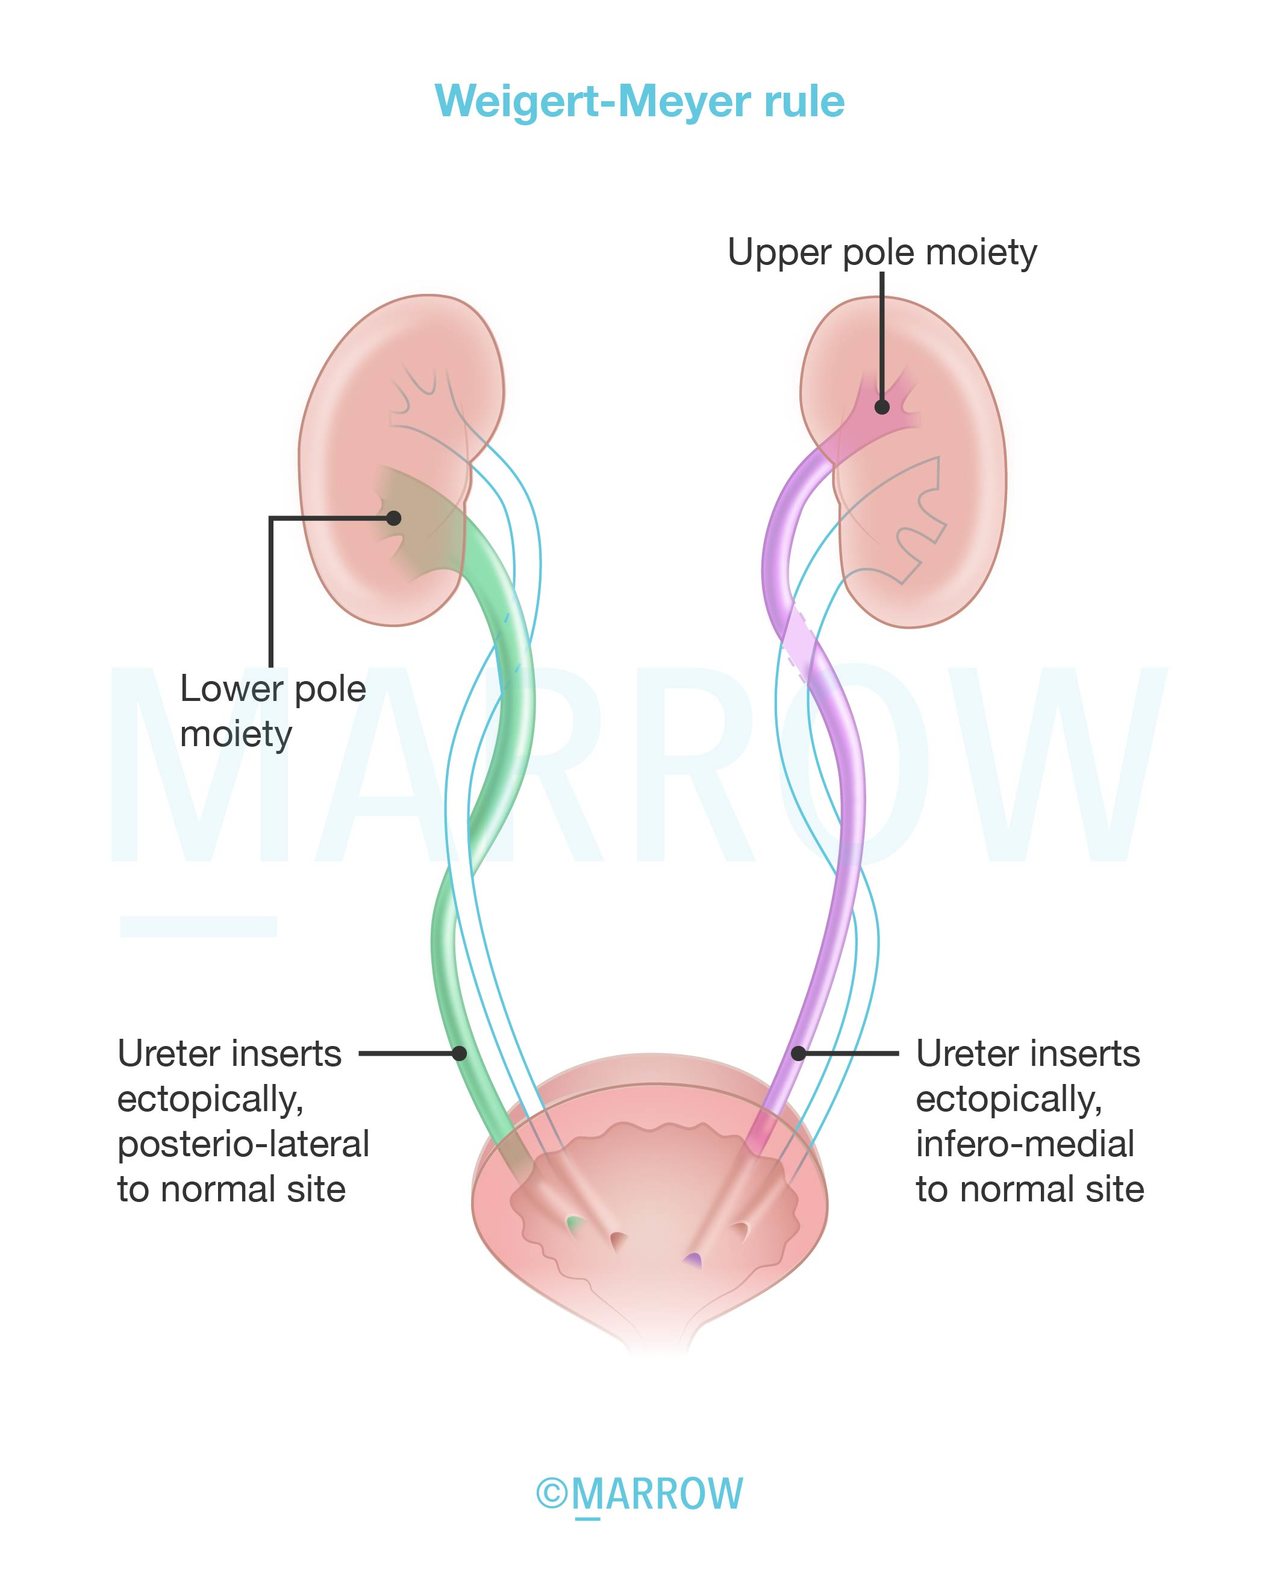 Weigert-Meyer rule
Upper pole moiety
Lower pole
moiety
MARROW
Ureter inserts
ectopically,
posterio-lateral
to normal site
Ureter inserts
ectopically,
infero-medial
to normal site
©MARROW